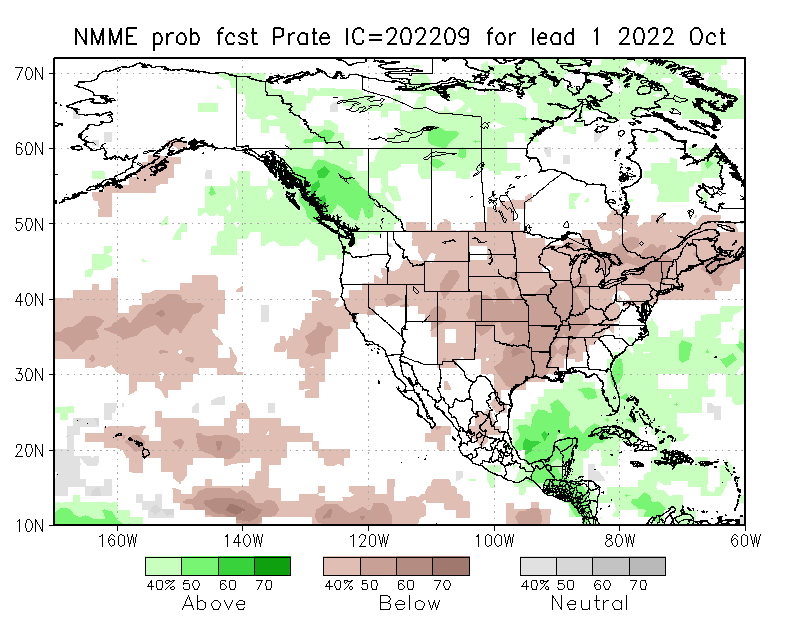 NMME prob fcst Prate IC=202209 for lead 1 2022 Oct
70N
60N
50N
40N
30N
20N
10N
160W 140W 120W 100W 80W 60W
40% 50 60 70 40% 50 60 70 40% 50 60 70
Above Below Neutral